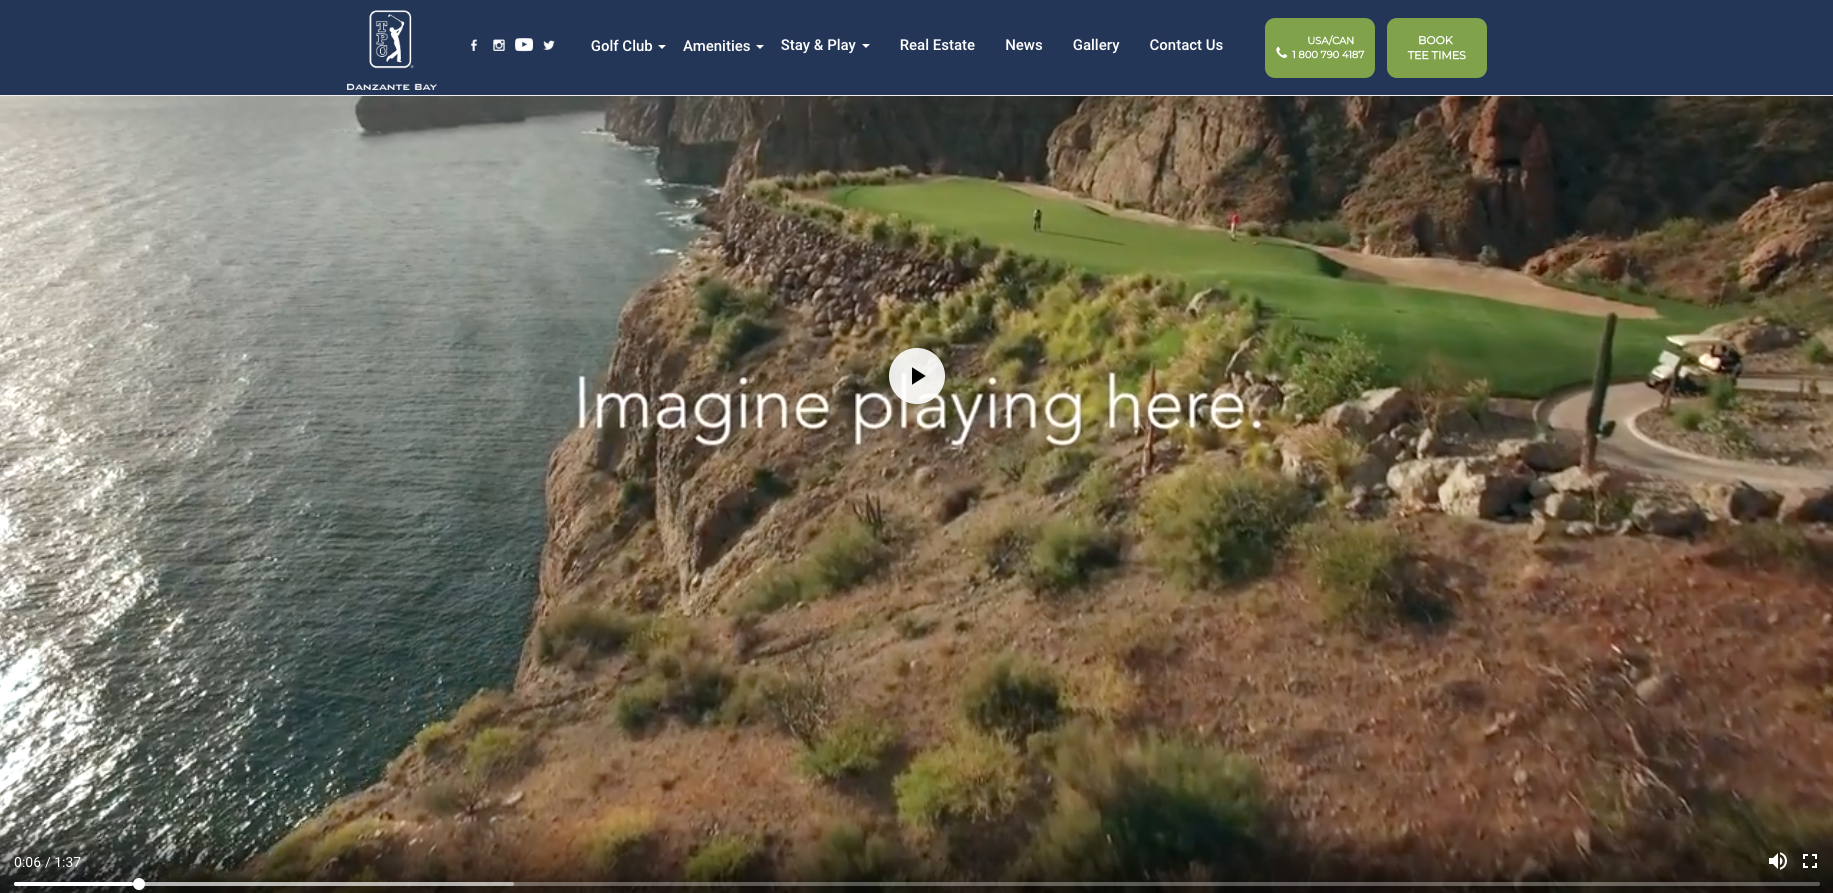 TPC
DANZANTE BAY
Golf Club
Amenities
Stay & Play
Real Estate
News
Gallery
Contact Us
USA/CAN
1 800 790 4187
BOOK
TEE TIMES
Imagine playing here.
0:06 / 1:37